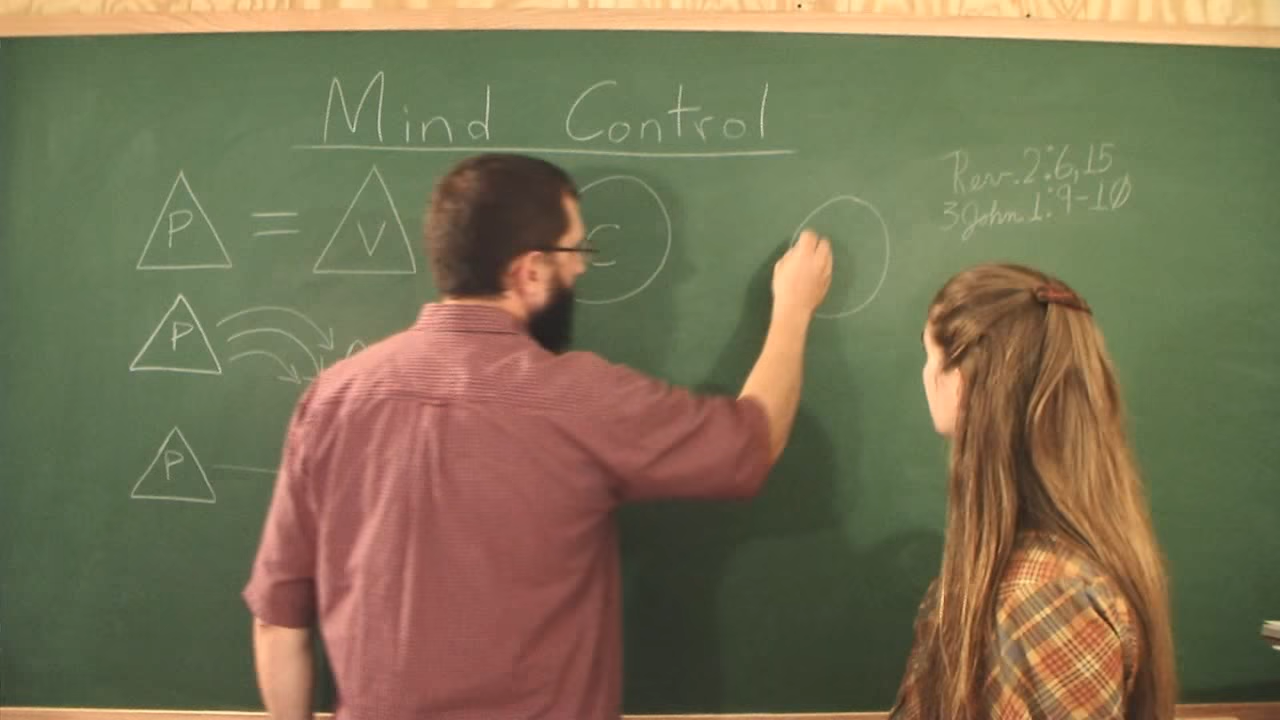 Mind Control
P = V C
Rev. 2:6,15
3 John 1:9-10
P
P